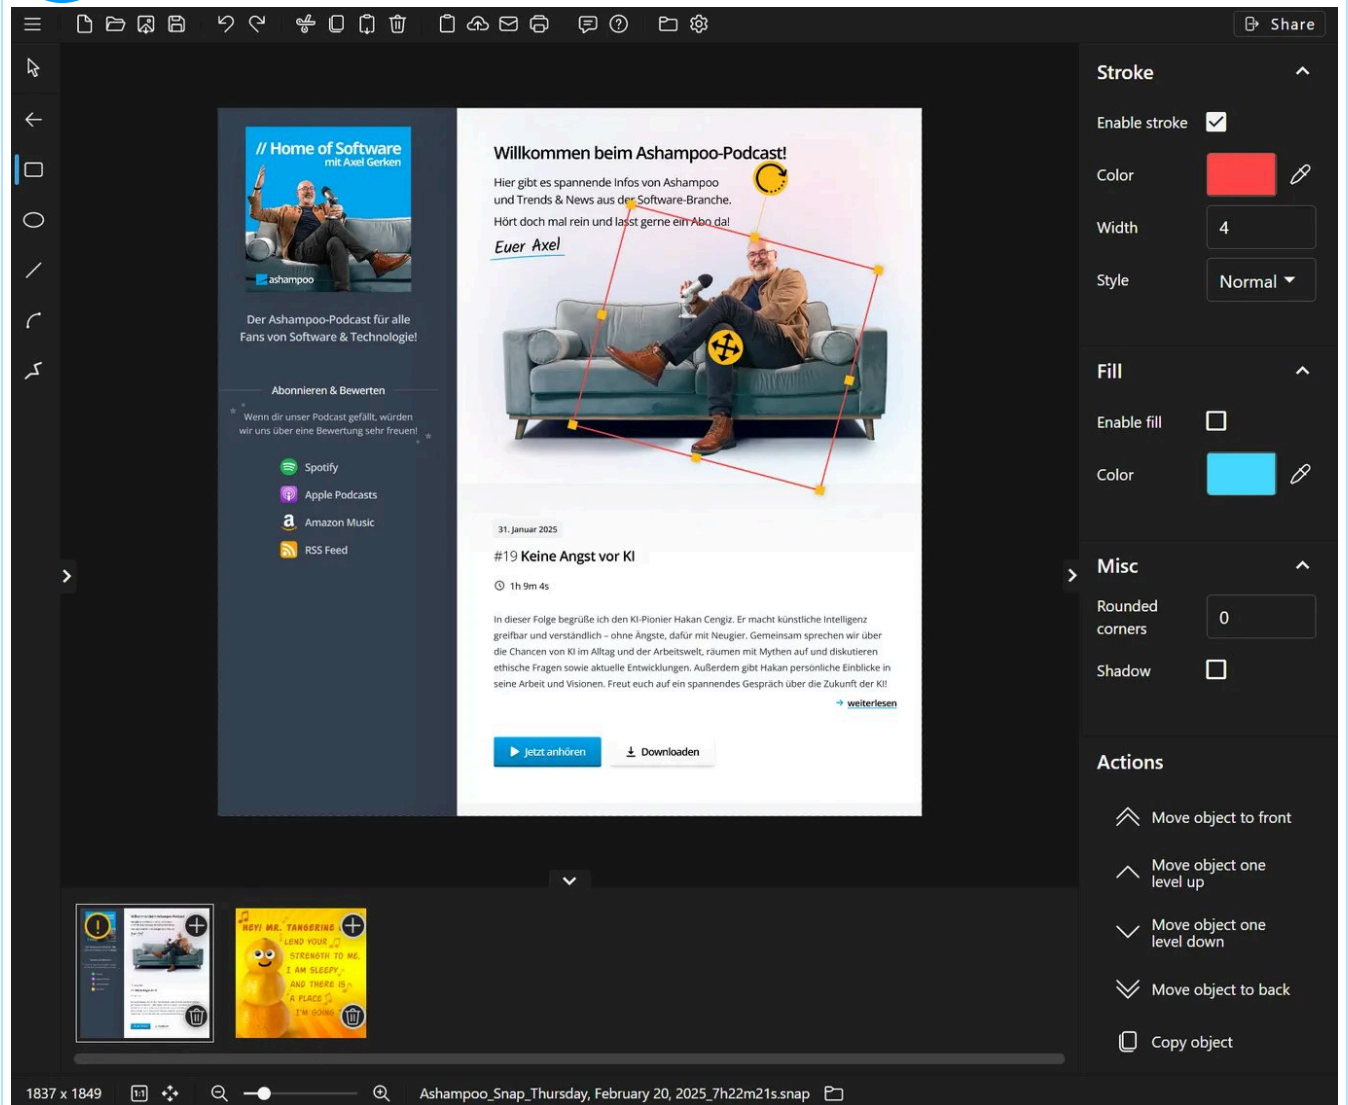 Share
Stroke
Enable stroke
Color
Width
4
Style
Normal
Fill
Enable fill
Color
Misc
Rounded
corners
0
Shadow
Actions
Move object to front
Move object one
level up
Move object one
level down
Move object to back
Copy object
// Home of Software
mit Axel Gerken
ashampoo
Der Ashampoo-Podcast für alle
Fans von Software & Technologie!
Abonnieren & Bewerten
Wenn dir unser Podcast gefällt, würden
wir uns über eine Bewertung sehr freuen!
Spotify
Apple Podcasts
Amazon Music
RSS Feed
Willkommen beim Ashampoo-Podcast!
Hier gibt es spannende Infos von Ashampoo
und Trends & News aus der Software-Branche.
Hört doch mal rein und lasst gerne ein Abo da!
Euer Axel
31. Januar 2025
#19 Keine Angst vor KI
1h 9m 4s
In dieser Folge begrüße ich den KI-Pionier Hakan Cengiz. Er macht künstliche Intelligenz
greifbar und verständlich – ohne Ängste, dafür mit Neugier. Gemeinsam sprechen wir über
die Chancen von KI im Alltag und der Arbeitswelt, räumen mit Mythen auf und diskutieren
ethische Fragen sowie aktuelle Entwicklungen. Außerdem gibt Hakan persönliche Einblicke in
seine Arbeit und Visionen. Freut euch auf ein spannendes Gespräch über die Zukunft der KI!
weiterlesen
Jetzt anhören
Downloaden
HEY! MR. TANGERINE
LEND YOUR
STRENGTH TO ME,
I AM SLEEPY
AND THERE IS
A PLACE
I'M GOING
1837 x 1849
1:1
Ashampoo_Snap_Thursday, February 20, 2025_7h22m21s.snap